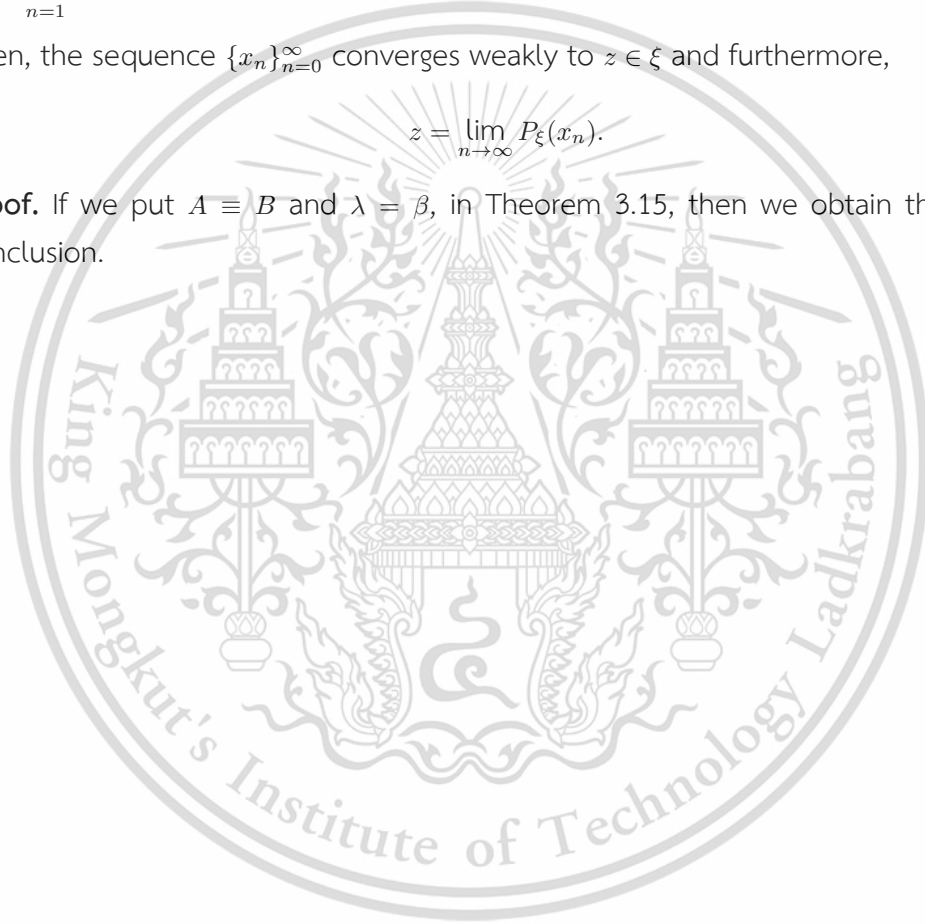 n=1
en, the sequence {x_n}_{n=0}^∞ converges weakly to z ∈ ξ and furthermore,
z = lim_{n→∞} P_ξ(x_n).
oof. If we put A ≡ B and λ = β, in Theorem 3.15, then we obtain th
nclusion.
King Mongkut's Institute of Technology Ladkrabang